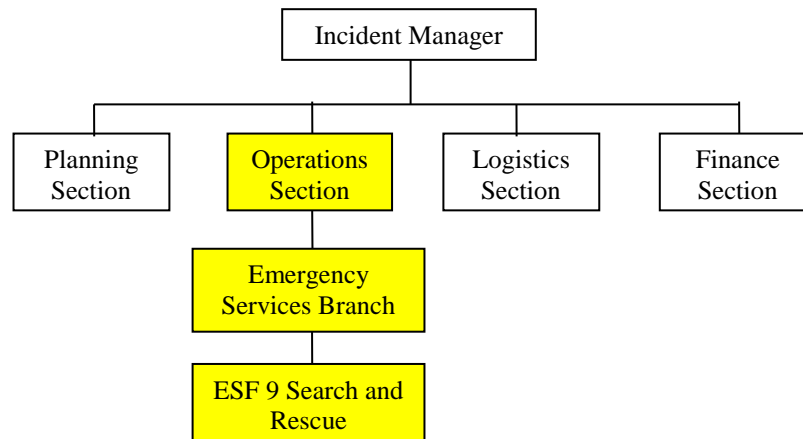 Incident Manager
Planning
Section
Operations
Section
Logistics
Section
Finance
Section
Emergency
Services Branch
ESF 9 Search and
Rescue